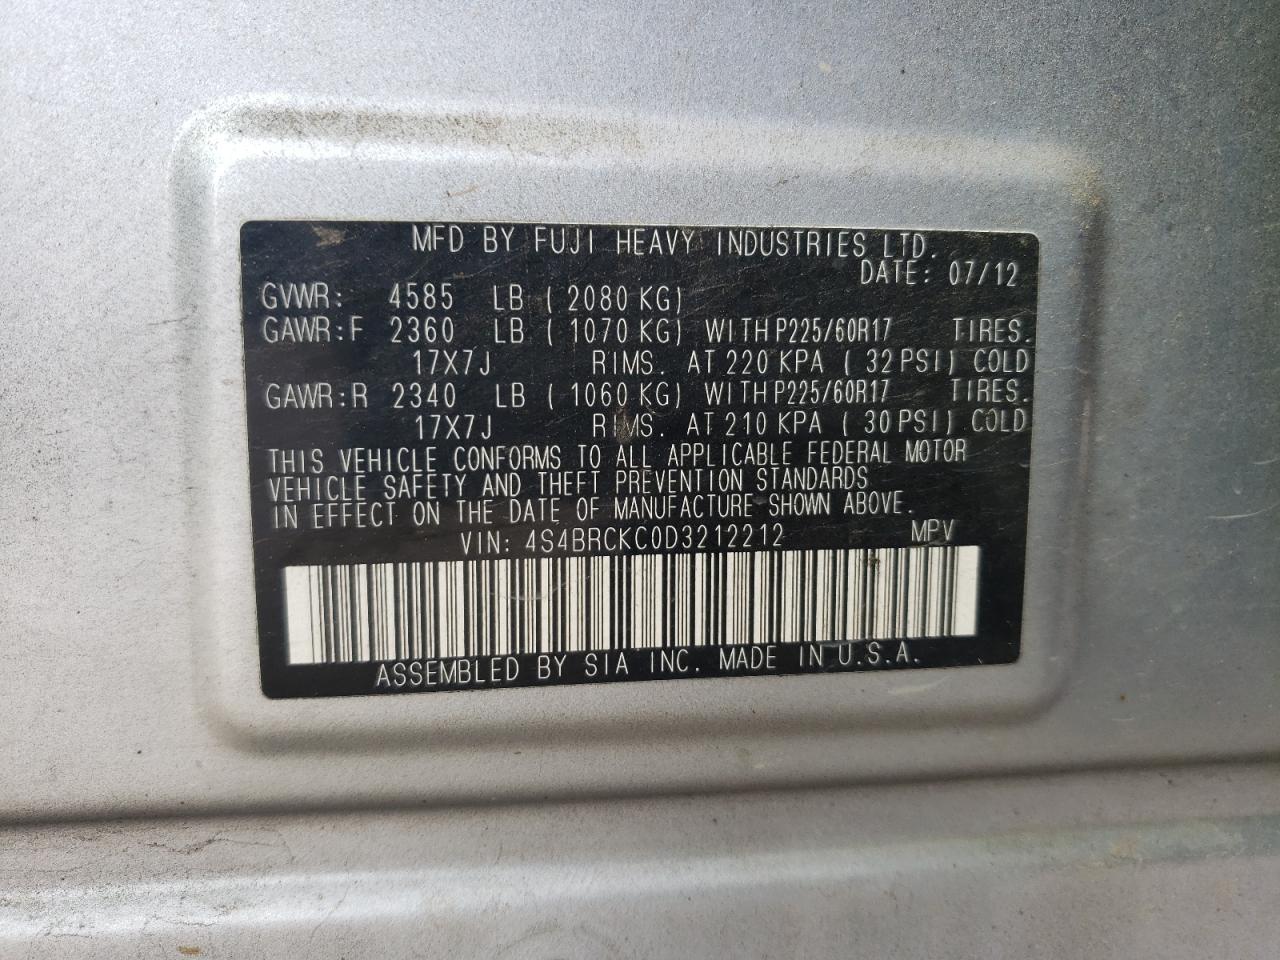 MFD BY FUJI HEAVY INDUSTRIES LTD.
DATE: 07/12
GVWR: 4585 LB ( 2080 KG)
GAWR:F 2360 LB ( 1070 KG) WITH P225/60R17 TIRES.
17X7J RIMS. AT 220 KPA ( 32 PSI) COLD
GAWR:R 2340 LB ( 1060 KG) WITH P225/60R17 TIRES.
17X7J RIMS. AT 210 KPA ( 30 PSI) COLD
THIS VEHICLE CONFORMS TO ALL APPLICABLE FEDERAL MOTOR
VEHICLE SAFETY AND THEFT PREVENTION STANDARDS
IN EFFECT ON THE DATE OF MANUFACTURE SHOWN ABOVE.
VIN: 4S4BRCKC0D3212212 MPV
ASSEMBLED BY SIA INC. MADE IN U.S.A.